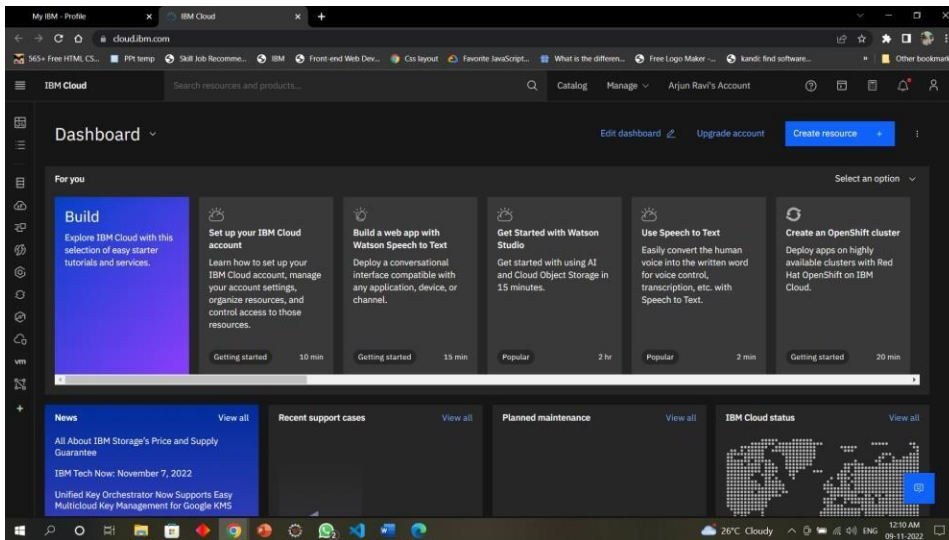 My IBM - Profile
IBM Cloud
cloud.ibm.com
565+ Free HTML, CS...
PPt temp
Skill Job Recomme...
IBM
Front-end Web Dev...
Css layout
Favorite JavaScript...
What is the differen...
Free Logo Maker -...
kandi: find software...
Other bookmark
IBM Cloud
Search resources and products...
Catalog
Manage
Arjun Ravi's Account
Dashboard
Edit dashboard
Upgrade account
Create resource +
For you
Select an option
Build
Explore IBM Cloud with this
selection of easy starter
tutorials and services.
Set up your IBM Cloud
account
Learn how to set up your
IBM Cloud account, manage
your account settings,
organize resources, and
control access to those
resources.
Getting started
10 min
Build a web app with
Watson Speech to Text
Deploy a conversational
interface compatible with
any application, device, or
channel.
Getting started
15 min
Get Started with Watson
Studio
Get started with using AI
and Cloud Object Storage in
15 minutes.
Popular
2 hr
Use Speech to Text
Easily convert the human
voice into the written word
for voice control,
transcription, etc. with
Speech to Text.
Popular
2 min
Create an OpenShift cluster
Deploy apps on highly
available clusters with Red
Hat OpenShift on IBM
Cloud.
Getting started
20 min
vm
News
View all
All About IBM Storage's Price and Supply
Guarantee
IBM Tech Now: November 7, 2022
Unified Key Orchestrator Now Supports Easy
Multicloud Key Management for Google KMS
Recent support cases
View all
Planned maintenance
View all
IBM Cloud status
View all
26°C Cloudy
ENG
12:10 AM
09-11-2022